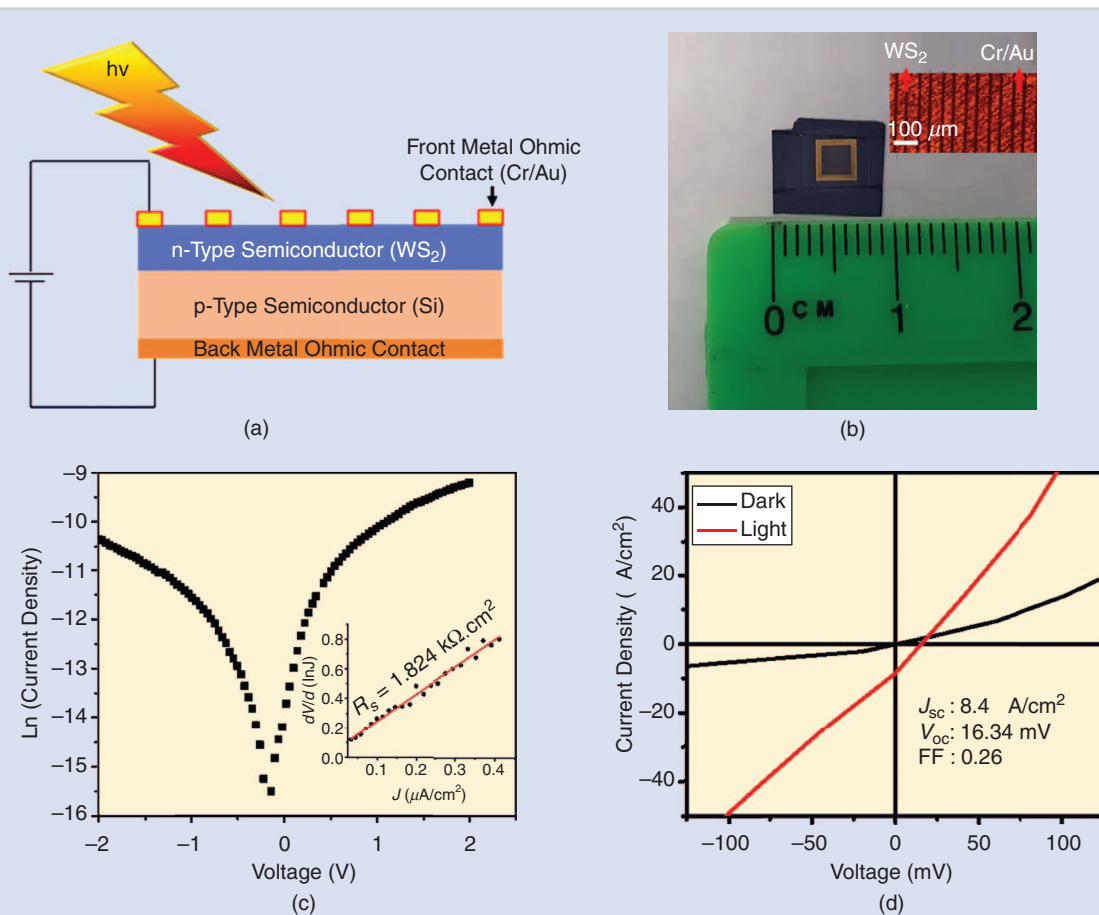 hv
Front Metal Ohmic
Contact (Cr/Au)
n-Type Semiconductor (WS₂)
p-Type Semiconductor (Si)
Back Metal Ohmic Contact
(a)
WS₂ Cr/Au
100 μm
0 CM 1 2
(b)
–9
–10
–11
–12
–13
–14
–15
–16
Ln (Current Density)
–2 –1 0 1 2
Voltage (V)
Rs = 1.824 kΩ.cm²
dV/d (lnJ)
0.8
0.6
0.4
0.2
0.0
0.1 0.2 0.3 0.4
J (μA/cm²)
(c)
Dark
Light
Current Density ( A/cm²)
40
20
0
–20
–40
Jsc : 8.4 A/cm²
Voc: 16.34 mV
FF : 0.26
–100 –50 0 50 100
Voltage (mV)
(d)